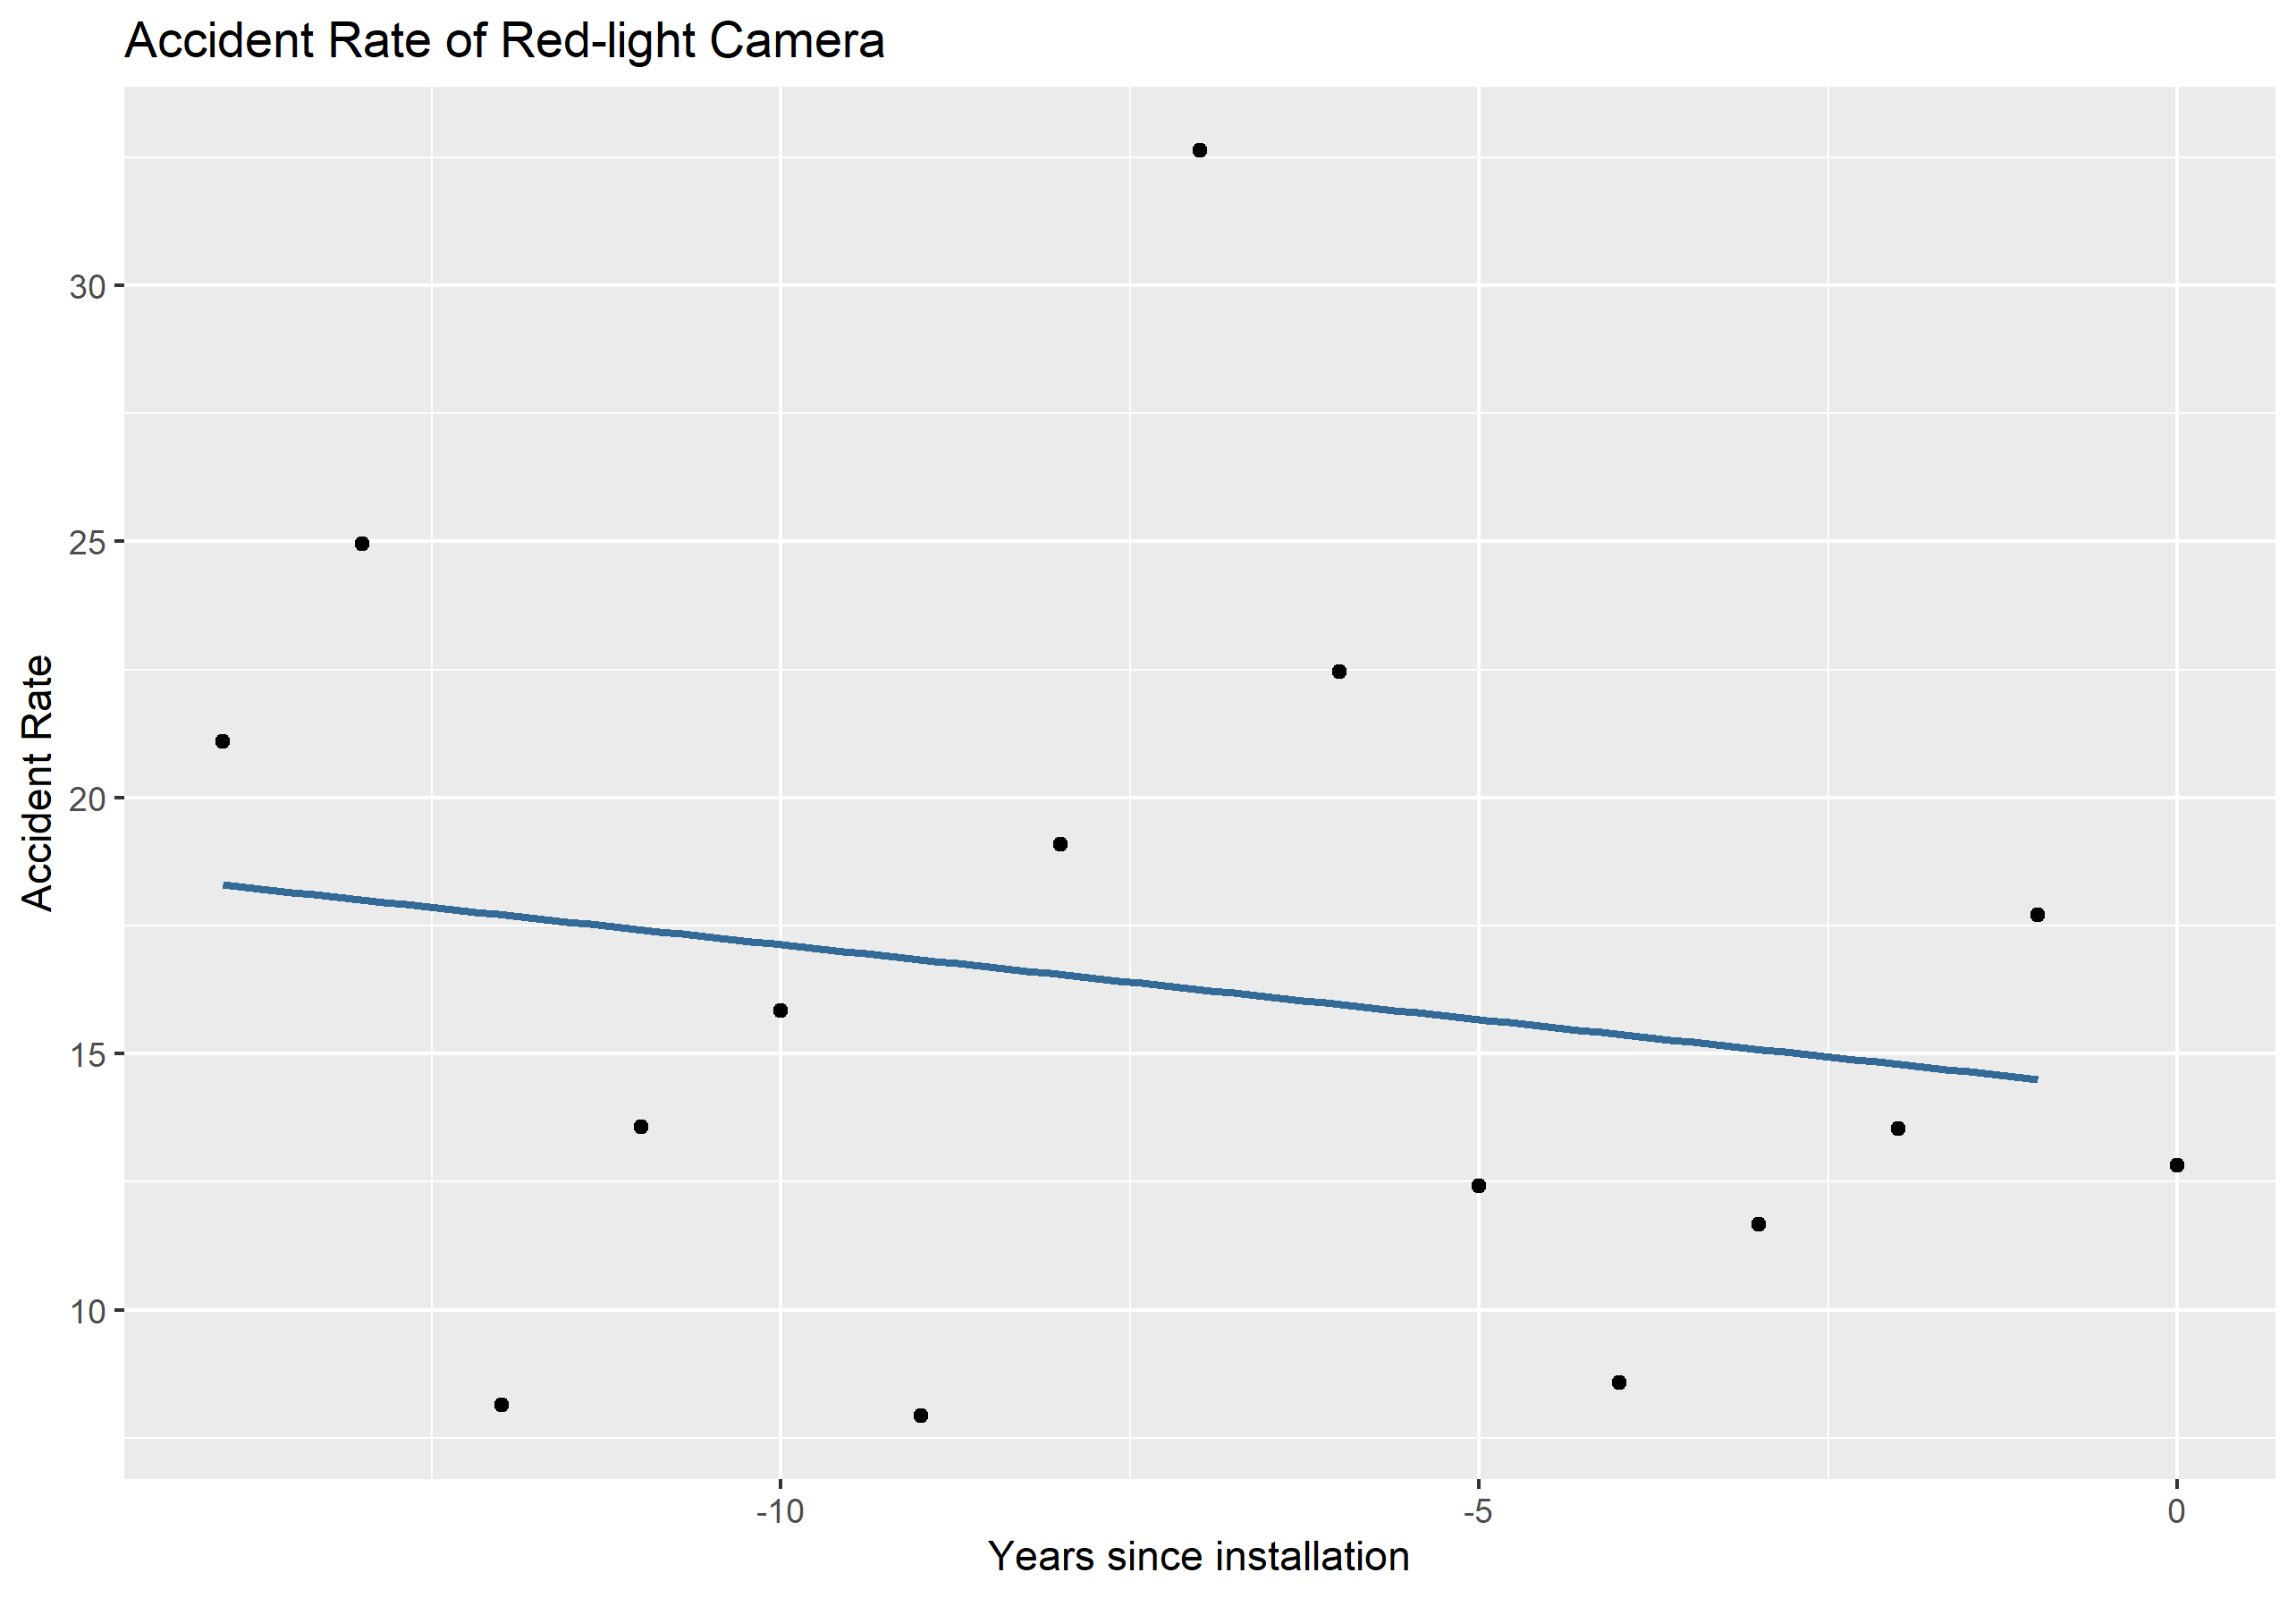 Accident Rate of Red-light Camera
Accident Rate
30
25
20
15
10
-10
-5
0
Years since installation